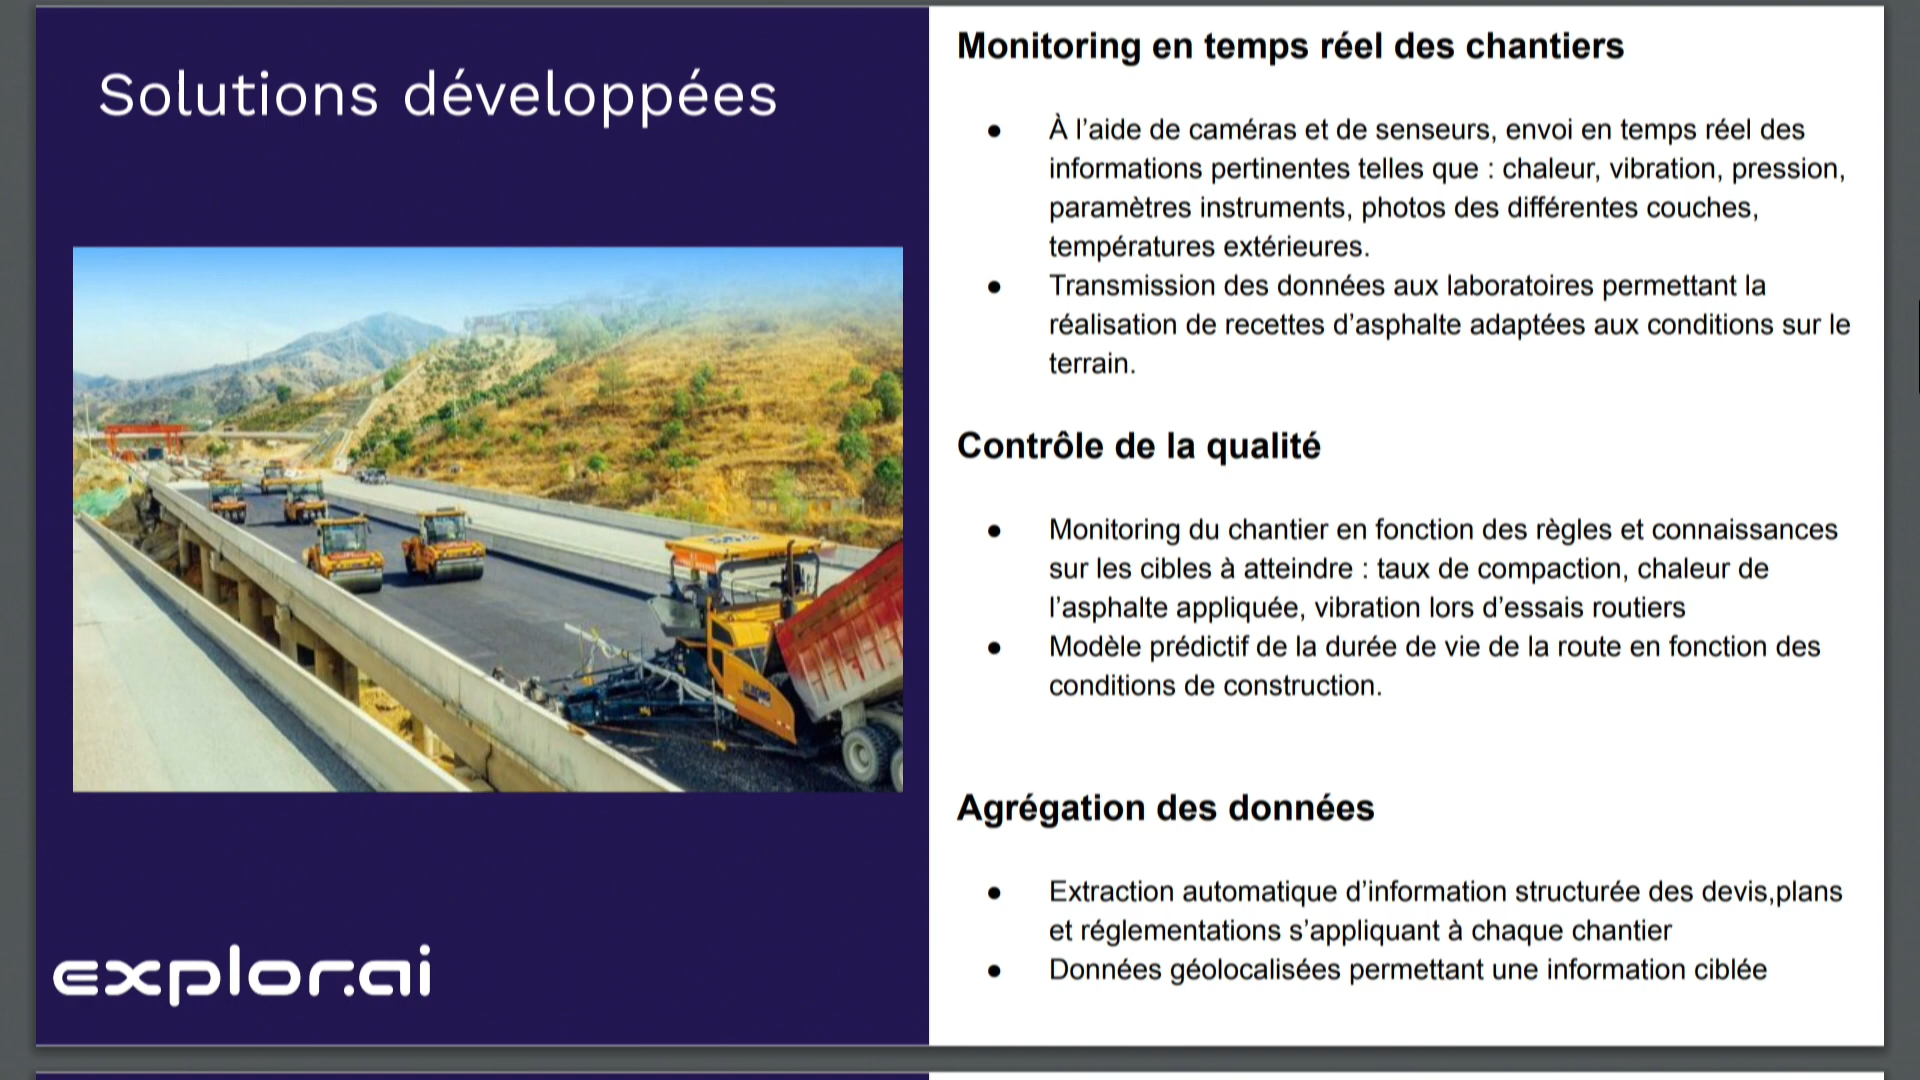 Solutions développées
explor.ai
Monitoring en temps réel des chantiers
● À l’aide de caméras et de senseurs, envoi en temps réel des
informations pertinentes telles que : chaleur, vibration, pression,
paramètres instruments, photos des différentes couches,
températures extérieures.
● Transmission des données aux laboratoires permettant la
réalisation de recettes d’asphalte adaptées aux conditions sur le
terrain.
Contrôle de la qualité
● Monitoring du chantier en fonction des règles et connaissances
sur les cibles à atteindre : taux de compaction, chaleur de
l’asphalte appliquée, vibration lors d’essais routiers
● Modèle prédictif de la durée de vie de la route en fonction des
conditions de construction.
Agrégation des données
● Extraction automatique d’information structurée des devis,plans
et réglementations s’appliquant à chaque chantier
● Données géolocalisées permettant une information ciblée